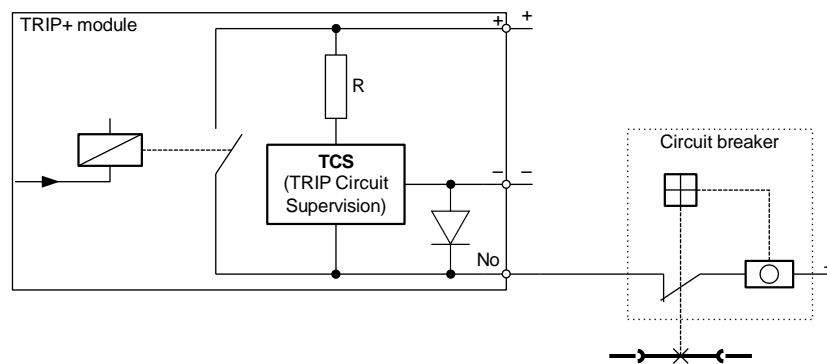 TRIP+ module
+ +
R
Circuit breaker
TCS
(TRIP Circuit
Supervision)
– –
No
–